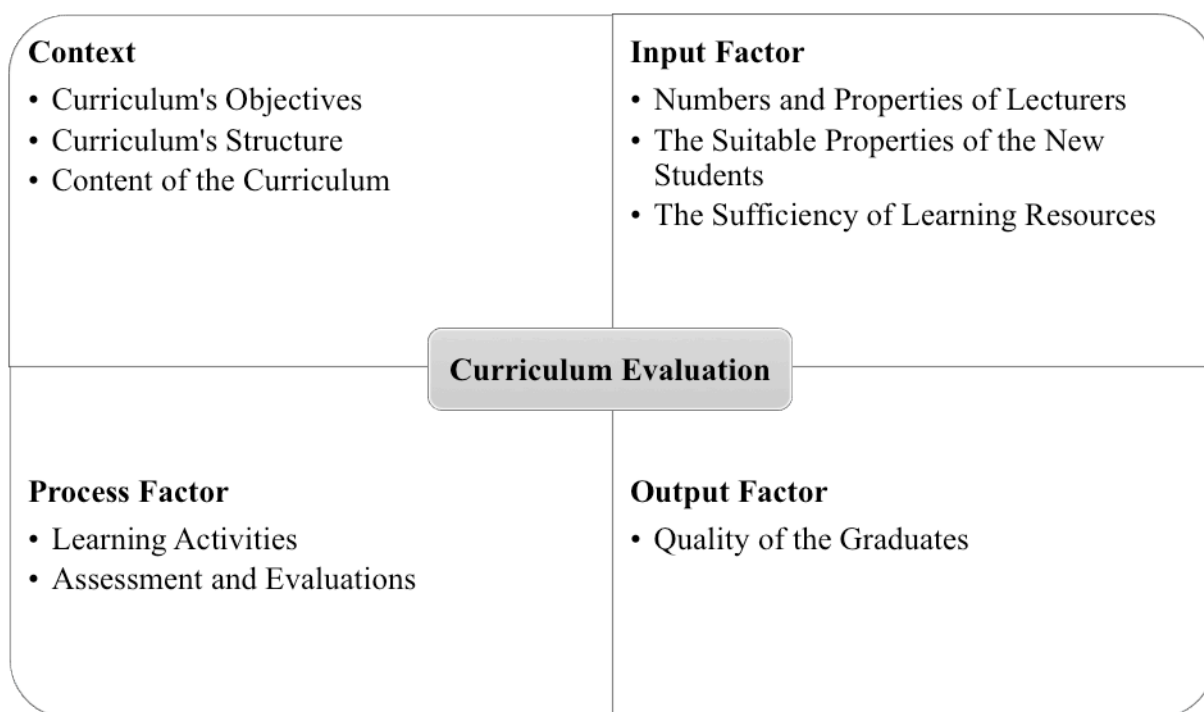 Context
• Curriculum's Objectives
• Curriculum's Structure
• Content of the Curriculum
Input Factor
• Numbers and Properties of Lecturers
• The Suitable Properties of the New
Students
• The Sufficiency of Learning Resources
Curriculum Evaluation
Process Factor
• Learning Activities
• Assessment and Evaluations
Output Factor
• Quality of the Graduates